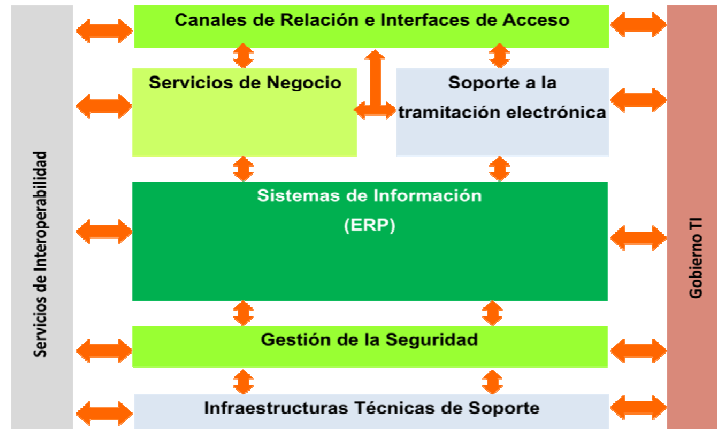 Canales de Relación e Interfaces de Acceso
Servicios de Negocio
Soporte a la
tramitación electrónica
Sistemas de Información
(ERP)
Gestión de la Seguridad
Infraestructuras Técnicas de Soporte
Servicios de Interoperabilidad
Gobierno TI